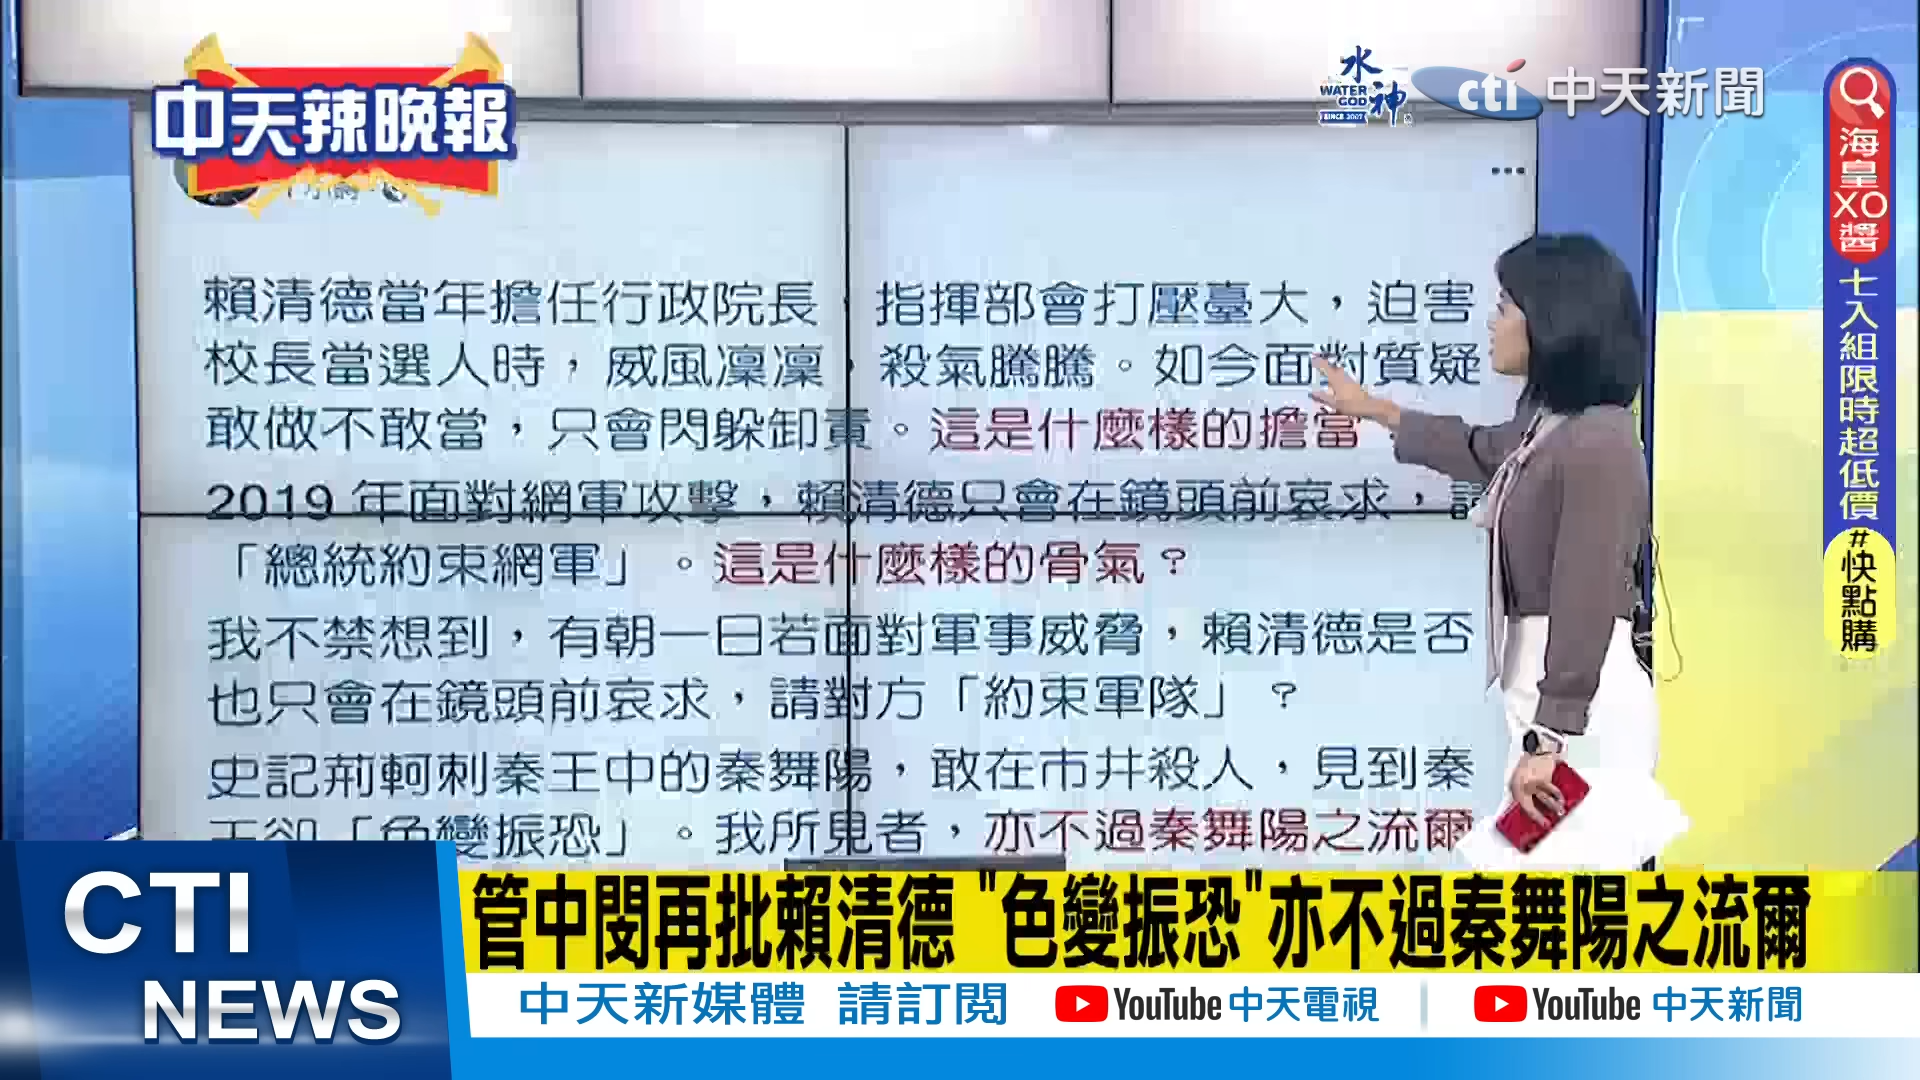 中天辣晚報
水神
WATER GOD
SINCE 2007
cti 中天新聞
海皇XO醬 七入組限時超低價 #快點購
賴清德當年擔任行政院長，指揮部會打壓臺大，迫害
校長當選人時，威風凜凜，殺氣騰騰。如今面對質疑
敢做不敢當，只會閃躲卸責。這是什麼樣的擔當
2019 年面對網軍攻擊，賴清德只會在鏡頭前哀求，
「總統約束網軍」。這是什麼樣的骨氣？
我不禁想到，有朝一日若面對軍事威脅，賴清德是否
也只會在鏡頭前哀求，請對方「約束軍隊」？
史記荊軻刺秦王中的秦舞陽，敢在市井殺人，見到秦
王卻「色變振恐」。我所見者，亦不過秦舞陽之流爾
CTI NEWS
管中閔再批賴清德 "色變振恐"亦不過秦舞陽之流爾
中天新媒體 請訂閱 YouTube 中天電視 | YouTube 中天新聞